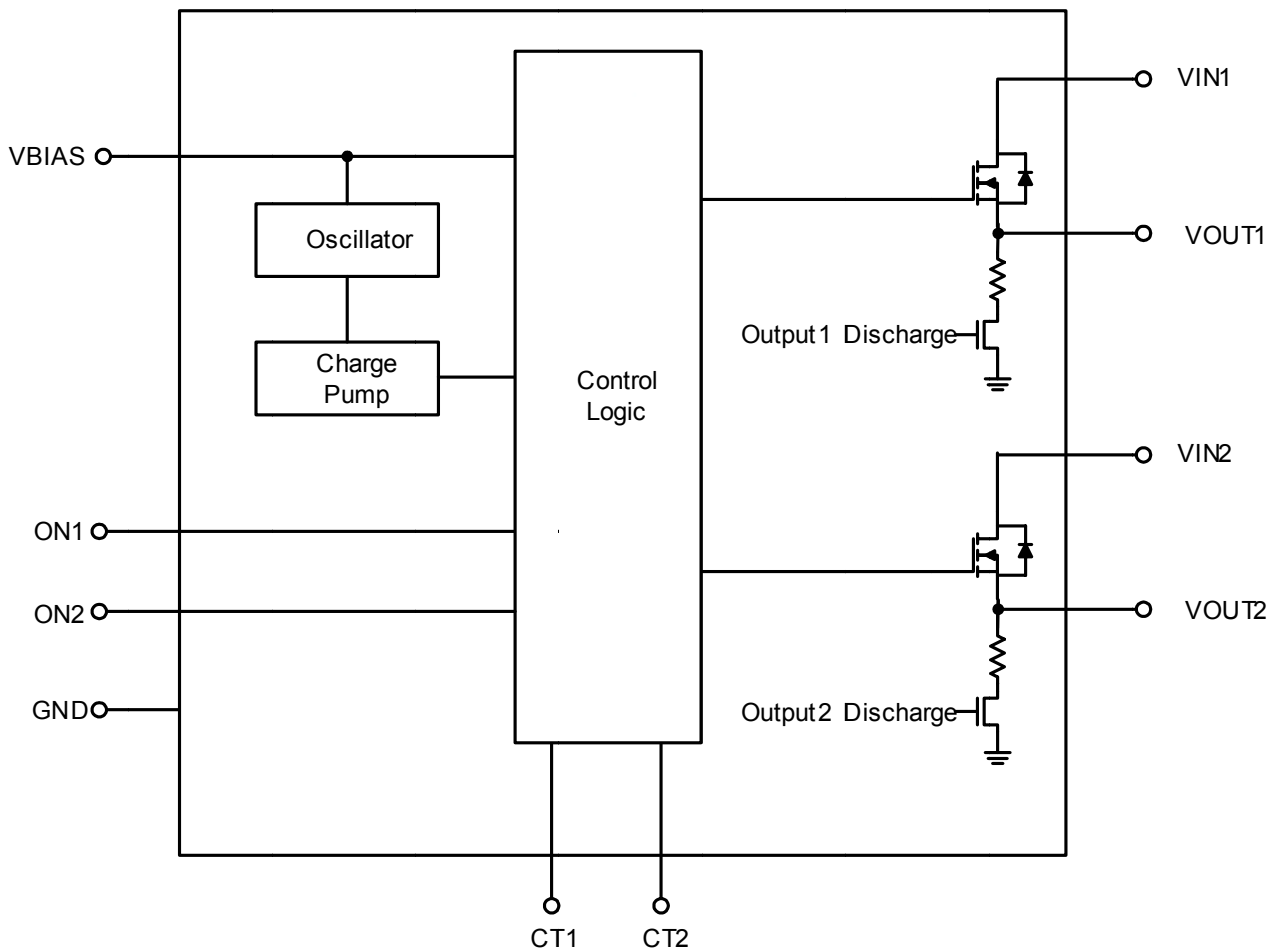 VIN1
VBIAS
Oscillator
VOUT1
Output1 Discharge
Charge
Pump
Control
Logic
VIN2
ON1
ON2
VOUT2
GND
Output2 Discharge
CT1
CT2